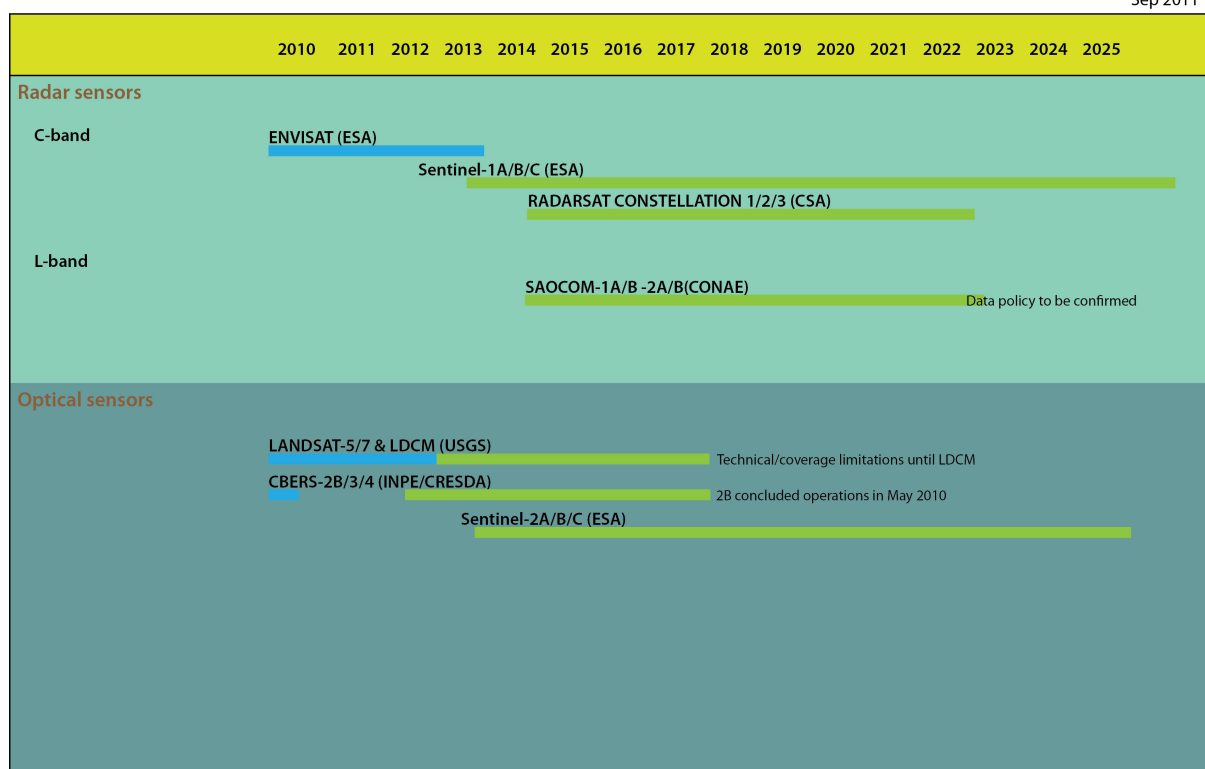 Sep 2011
2010 2011 2012 2013 2014 2015 2016 2017 2018 2019 2020 2021 2022 2023 2024 2025
Radar sensors
C-band
ENVISAT (ESA)
Sentinel-1A/B/C (ESA)
RADARSAT CONSTELLATION 1/2/3 (CSA)
L-band
SAOCOM-1A/B -2A/B(CONAE)
Data policy to be confirmed
Optical sensors
LANDSAT-5/7 & LDCM (USGS)
Technical/coverage limitations until LDCM
CBERS-2B/3/4 (INPE/CRESDA)
2B concluded operations in May 2010
Sentinel-2A/B/C (ESA)